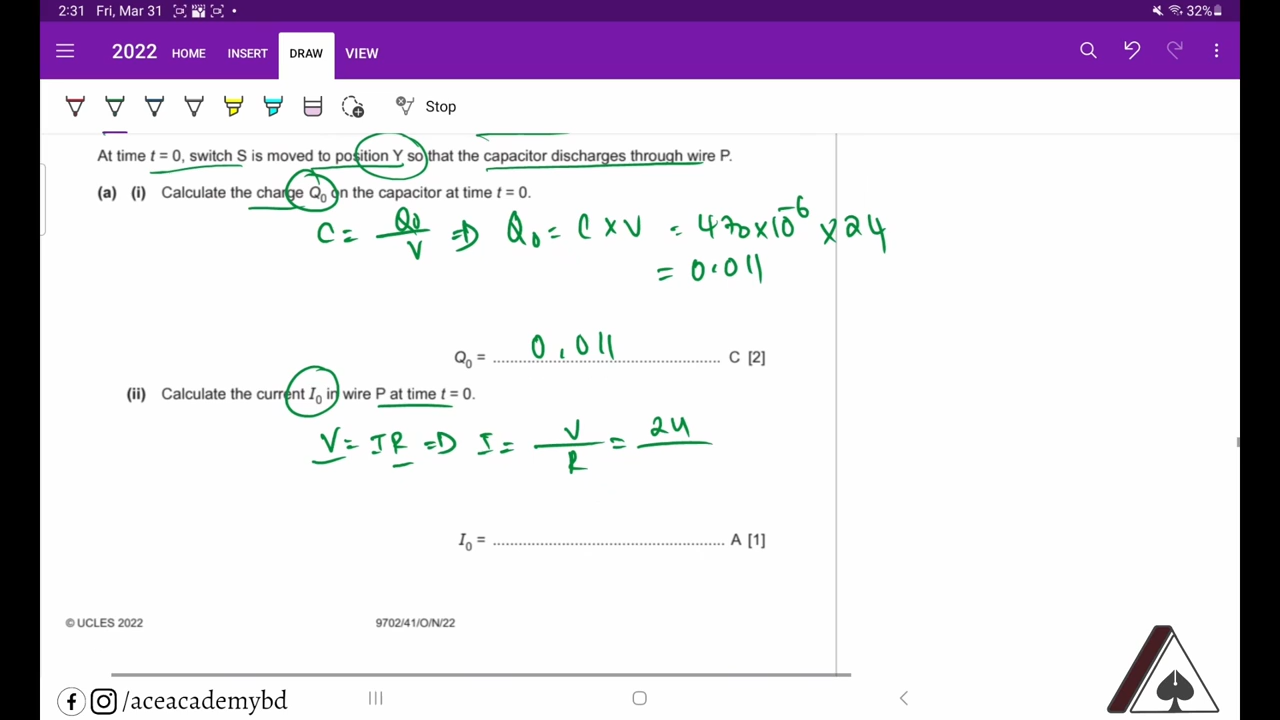 2:31 Fri, Mar 31 32%
2022 HOME INSERT DRAW VIEW
Stop
At time t = 0, switch S is moved to position Y so that the capacitor discharges through wire P.
(a) (i) Calculate the charge Q₀ on the capacitor at time t = 0.
C = Q₀/V ⇒ Q₀ = C × V = 470×10⁻⁶ × 24
= 0.011
Q₀ = 0.011 C [2]
(ii) Calculate the current I₀ in wire P at time t = 0.
V = IR ⇒ I = V/R = 24
I₀ = ................................................ A [1]
© UCLES 2022 9702/41/O/N/22
/aceacademybd